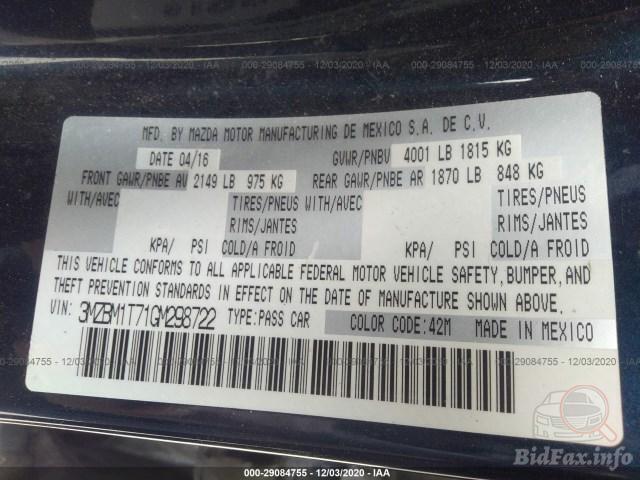 000-29084755 - 12/03/2020 - IAA
MFD. BY MAZDA MOTOR MANUFACTURING DE MEXICO S.A. DE C.V.
DATE 04/16 GVWR/PNBV 4001 LB 1815 KG
FRONT GAWR/PNBE AV 2149 LB 975 KG REAR GAWR/PNBE AR 1870 LB 848 KG
WITH/AVEC TIRES/PNEUS WITH/AVEC TIRES/PNEUS
RIMS/JANTES RIMS/JANTES
KPA/ PSI COLD/A FROID KPA/ PSI COLD/A FROID
THIS VEHICLE CONFORMS TO ALL APPLICABLE FEDERAL MOTOR VEHICLE SAFETY, BUMPER, AND
THEFT PREVENTION STANDARDS IN EFFECT ON THE DATE OF MANUFACTURE SHOWN ABOVE.
VIN: 3MZBM1T71GM298722 TYPE:PASS CAR COLOR CODE:42M MADE IN MEXICO
BidFax.info
000-29084755 - 12/03/2020 - IAA